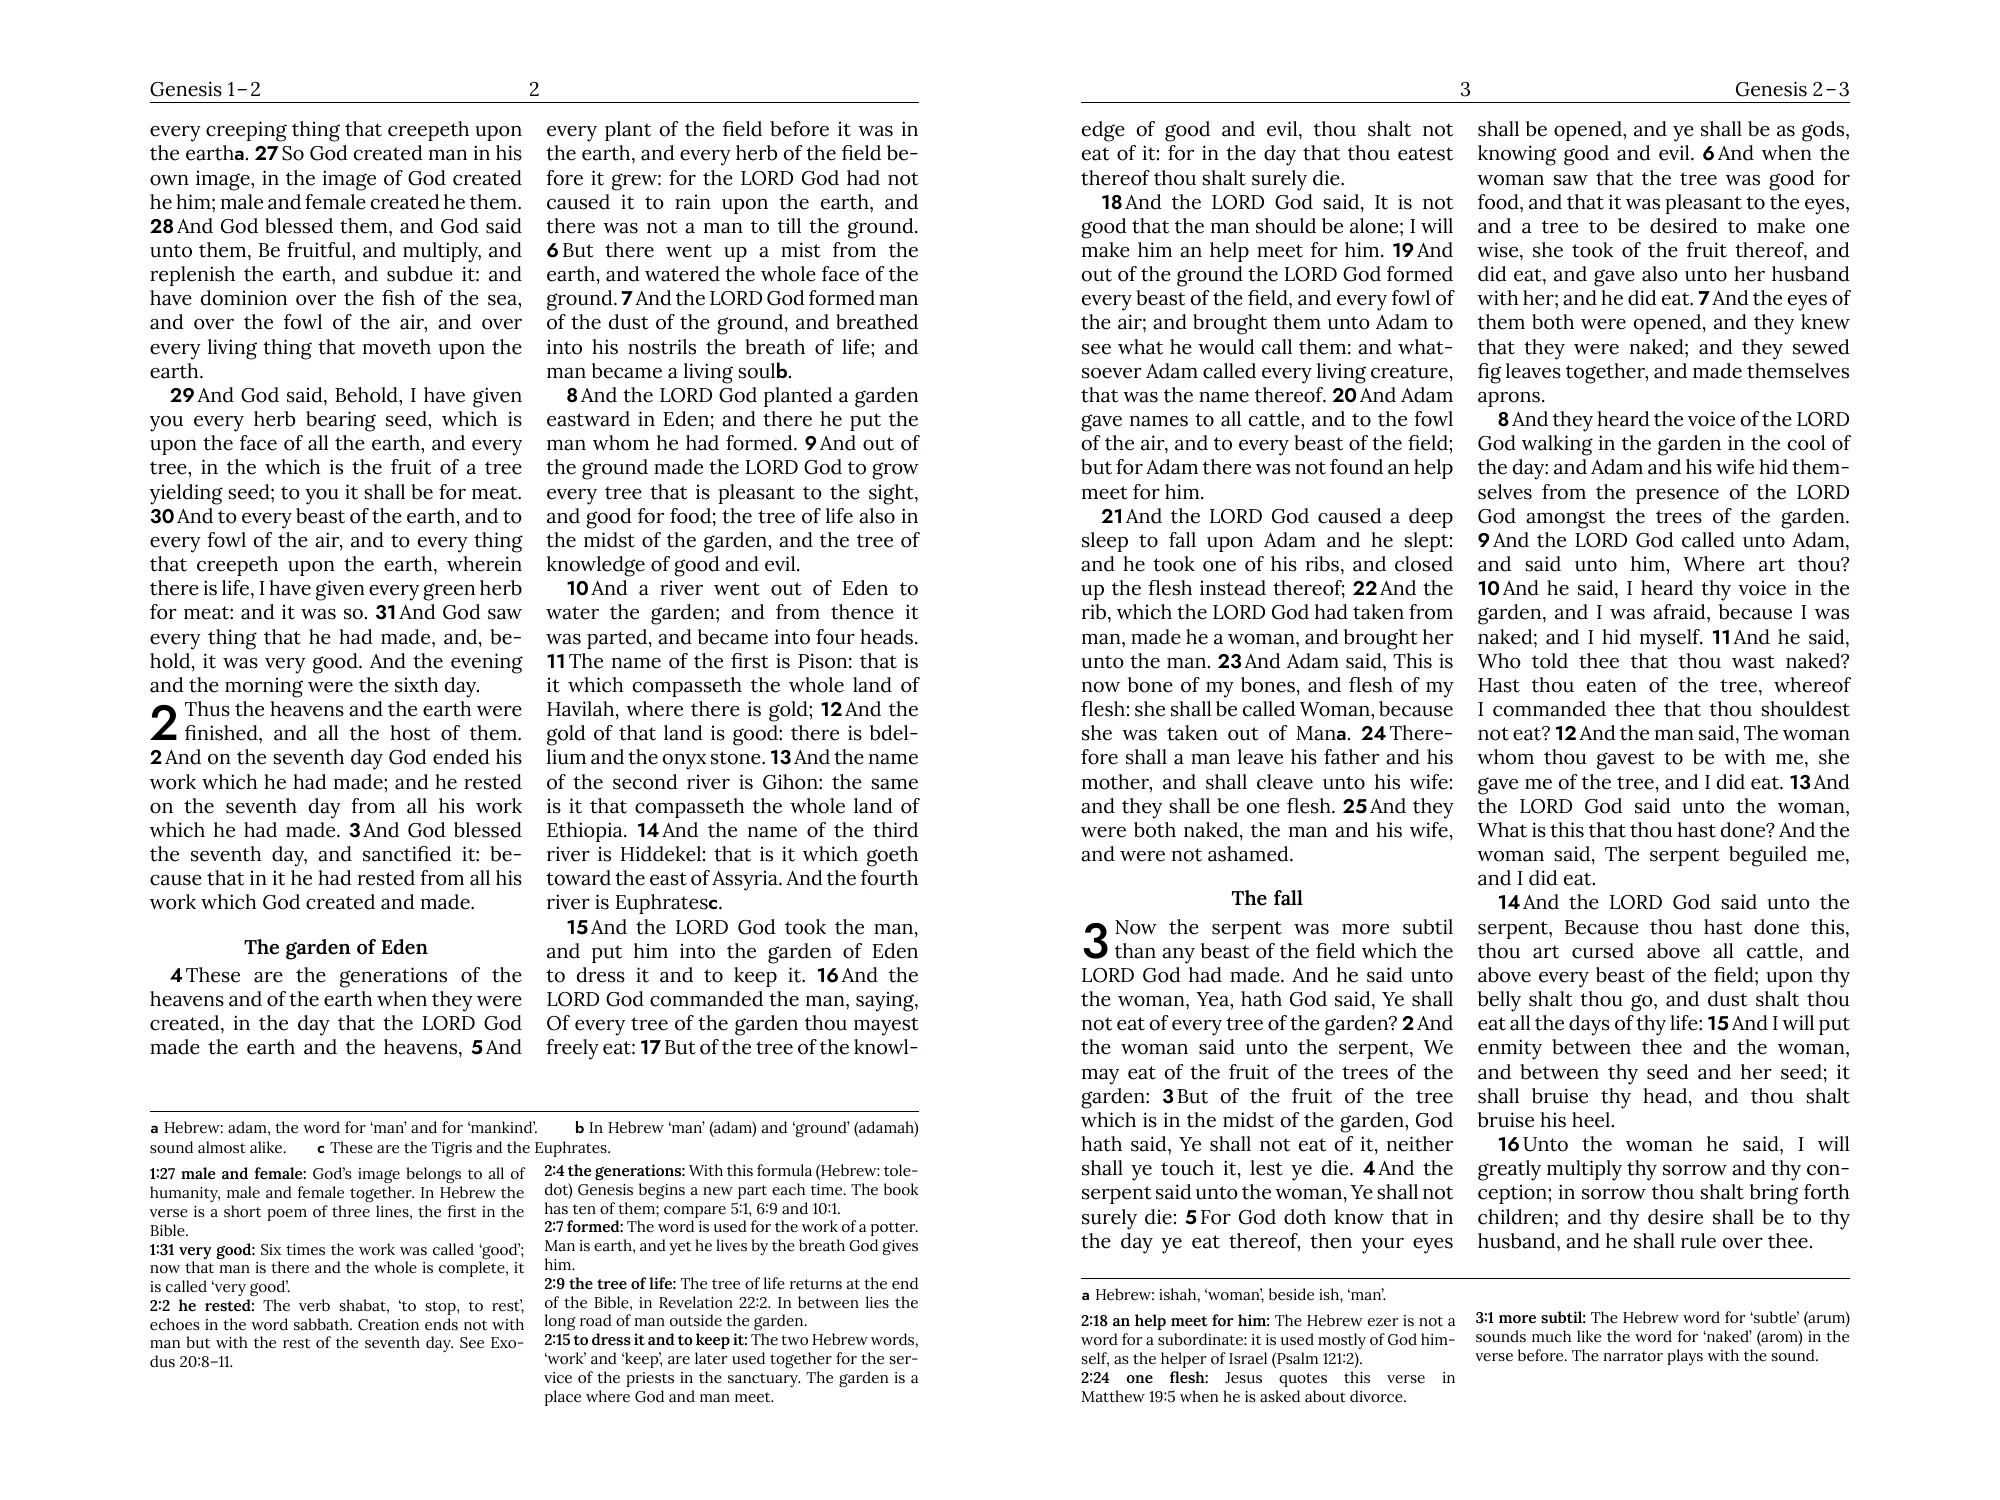 Genesis 1–2
2
every creeping thing that creepeth upon
the eartha. 27 So God created man in his
own image, in the image of God created
he him; male and female created he them.
28 And God blessed them, and God said
unto them, Be fruitful, and multiply, and
replenish the earth, and subdue it: and
have dominion over the fish of the sea,
and over the fowl of the air, and over
every living thing that moveth upon the
earth.
29 And God said, Behold, I have given
you every herb bearing seed, which is
upon the face of all the earth, and every
tree, in the which is the fruit of a tree
yielding seed; to you it shall be for meat.
30 And to every beast of the earth, and to
every fowl of the air, and to every thing
that creepeth upon the earth, wherein
there is life, I have given every green herb
for meat: and it was so. 31 And God saw
every thing that he had made, and, be-
hold, it was very good. And the evening
and the morning were the sixth day.
2 Thus the heavens and the earth were
finished, and all the host of them.
2 And on the seventh day God ended his
work which he had made; and he rested
on the seventh day from all his work
which he had made. 3 And God blessed
the seventh day, and sanctified it: be-
cause that in it he had rested from all his
work which God created and made.
The garden of Eden
4 These are the generations of the
heavens and of the earth when they were
created, in the day that the LORD God
made the earth and the heavens, 5 And
every plant of the field before it was in
the earth, and every herb of the field be-
fore it grew: for the LORD God had not
caused it to rain upon the earth, and
there was not a man to till the ground.
6 But there went up a mist from the
earth, and watered the whole face of the
ground. 7 And the LORD God formed man
of the dust of the ground, and breathed
into his nostrils the breath of life; and
man became a living soulb.
8 And the LORD God planted a garden
eastward in Eden; and there he put the
man whom he had formed. 9 And out of
the ground made the LORD God to grow
every tree that is pleasant to the sight,
and good for food; the tree of life also in
the midst of the garden, and the tree of
knowledge of good and evil.
10 And a river went out of Eden to
water the garden; and from thence it
was parted, and became into four heads.
11 The name of the first is Pison: that is
it which compasseth the whole land of
Havilah, where there is gold; 12 And the
gold of that land is good: there is bdel-
lium and the onyx stone. 13 And the name
of the second river is Gihon: the same
is it that compasseth the whole land of
Ethiopia. 14 And the name of the third
river is Hiddekel: that is it which goeth
toward the east of Assyria. And the fourth
river is Euphratesc.
15 And the LORD God took the man,
and put him into the garden of Eden
to dress it and to keep it. 16 And the
LORD God commanded the man, saying,
Of every tree of the garden thou mayest
freely eat: 17 But of the tree of the knowl-
a Hebrew: adam, the word for ‘man’ and for ‘mankind’. b In Hebrew ‘man’ (adam) and ‘ground’ (adamah)
sound almost alike. c These are the Tigris and the Euphrates.
1:27 male and female: God’s image belongs to all of
humanity, male and female together. In Hebrew the
verse is a short poem of three lines, the first in the
Bible.
1:31 very good: Six times the work was called ‘good’;
now that man is there and the whole is complete, it
is called ‘very good’.
2:2 he rested: The verb shabat, ‘to stop, to rest’,
echoes in the word sabbath. Creation ends not with
man but with the rest of the seventh day. See Exo-
dus 20:8–11.
2:4 the generations: With this formula (Hebrew: tole-
dot) Genesis begins a new part each time. The book
has ten of them; compare 5:1, 6:9 and 10:1.
2:7 formed: The word is used for the work of a potter.
Man is earth, and yet he lives by the breath God gives
him.
2:9 the tree of life: The tree of life returns at the end
of the Bible, in Revelation 22:2. In between lies the
long road of man outside the garden.
2:15 to dress it and to keep it: The two Hebrew words,
‘work’ and ‘keep’, are later used together for the ser-
vice of the priests in the sanctuary. The garden is a
place where God and man meet.
3
Genesis 2–3
edge of good and evil, thou shalt not
eat of it: for in the day that thou eatest
thereof thou shalt surely die.
18 And the LORD God said, It is not
good that the man should be alone; I will
make him an help meet for him. 19 And
out of the ground the LORD God formed
every beast of the field, and every fowl of
the air; and brought them unto Adam to
see what he would call them: and what-
soever Adam called every living creature,
that was the name thereof. 20 And Adam
gave names to all cattle, and to the fowl
of the air, and to every beast of the field;
but for Adam there was not found an help
meet for him.
21 And the LORD God caused a deep
sleep to fall upon Adam and he slept:
and he took one of his ribs, and closed
up the flesh instead thereof; 22 And the
rib, which the LORD God had taken from
man, made he a woman, and brought her
unto the man. 23 And Adam said, This is
now bone of my bones, and flesh of my
flesh: she shall be called Woman, because
she was taken out of Mana. 24 There-
fore shall a man leave his father and his
mother, and shall cleave unto his wife:
and they shall be one flesh. 25 And they
were both naked, the man and his wife,
and were not ashamed.
The fall
3 Now the serpent was more subtil
than any beast of the field which the
LORD God had made. And he said unto
the woman, Yea, hath God said, Ye shall
not eat of every tree of the garden? 2 And
the woman said unto the serpent, We
may eat of the fruit of the trees of the
garden: 3 But of the fruit of the tree
which is in the midst of the garden, God
hath said, Ye shall not eat of it, neither
shall ye touch it, lest ye die. 4 And the
serpent said unto the woman, Ye shall not
surely die: 5 For God doth know that in
the day ye eat thereof, then your eyes
shall be opened, and ye shall be as gods,
knowing good and evil. 6 And when the
woman saw that the tree was good for
food, and that it was pleasant to the eyes,
and a tree to be desired to make one
wise, she took of the fruit thereof, and
did eat, and gave also unto her husband
with her; and he did eat. 7 And the eyes of
them both were opened, and they knew
that they were naked; and they sewed
fig leaves together, and made themselves
aprons.
8 And they heard the voice of the LORD
God walking in the garden in the cool of
the day: and Adam and his wife hid them-
selves from the presence of the LORD
God amongst the trees of the garden.
9 And the LORD God called unto Adam,
and said unto him, Where art thou?
10 And he said, I heard thy voice in the
garden, and I was afraid, because I was
naked; and I hid myself. 11 And he said,
Who told thee that thou wast naked?
Hast thou eaten of the tree, whereof
I commanded thee that thou shouldest
not eat? 12 And the man said, The woman
whom thou gavest to be with me, she
gave me of the tree, and I did eat. 13 And
the LORD God said unto the woman,
What is this that thou hast done? And the
woman said, The serpent beguiled me,
and I did eat.
14 And the LORD God said unto the
serpent, Because thou hast done this,
thou art cursed above all cattle, and
above every beast of the field; upon thy
belly shalt thou go, and dust shalt thou
eat all the days of thy life: 15 And I will put
enmity between thee and the woman,
and between thy seed and her seed; it
shall bruise thy head, and thou shalt
bruise his heel.
16 Unto the woman he said, I will
greatly multiply thy sorrow and thy con-
ception; in sorrow thou shalt bring forth
children; and thy desire shall be to thy
husband, and he shall rule over thee.
a Hebrew: ishah, ‘woman’, beside ish, ‘man’.
2:18 an help meet for him: The Hebrew ezer is not a
word for a subordinate: it is used mostly of God him-
self, as the helper of Israel (Psalm 121:2).
2:24 one flesh: Jesus quotes this verse in
Matthew 19:5 when he is asked about divorce.
3:1 more subtil: The Hebrew word for ‘subtle’ (arum)
sounds much like the word for ‘naked’ (arom) in the
verse before. The narrator plays with the sound.